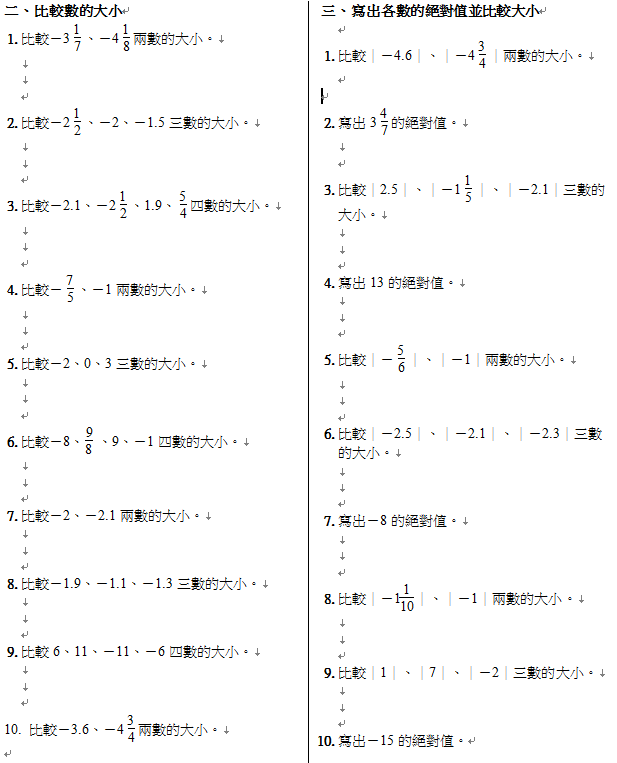 二、比較數的大小
1. 比較－3 1/7、－4 1/8 兩數的大小。
2. 比較－2 1/2、－2、－1.5 三數的大小。
3. 比較－2.1、－2 1/2、1.9、5/4 四數的大小。
4. 比較－7/5、－1 兩數的大小。
5. 比較－2、0、3 三數的大小。
6. 比較－8、9/8、9、－1 四數的大小。
7. 比較－2、－2.1 兩數的大小。
8. 比較－1.9、－1.1、－1.3 三數的大小。
9. 比較 6、11、－11、－6 四數的大小。
10. 比較－3.6、－4 3/4 兩數的大小。
三、寫出各數的絕對值並比較大小
1. 比較｜－4.6｜、｜－4 3/4｜兩數的大小。
2. 寫出 3 4/7 的絕對值。
3. 比較｜2.5｜、｜－1 1/5｜、｜－2.1｜三數的
大小。
4. 寫出 13 的絕對值。
5. 比較｜－5/6｜、｜－1｜兩數的大小。
6. 比較｜－2.5｜、｜－2.1｜、｜－2.3｜三數
的大小。
7. 寫出－8 的絕對值。
8. 比較｜－1 1/10｜、｜－1｜兩數的大小。
9. 比較｜1｜、｜7｜、｜－2｜三數的大小。
10. 寫出－15 的絕對值。